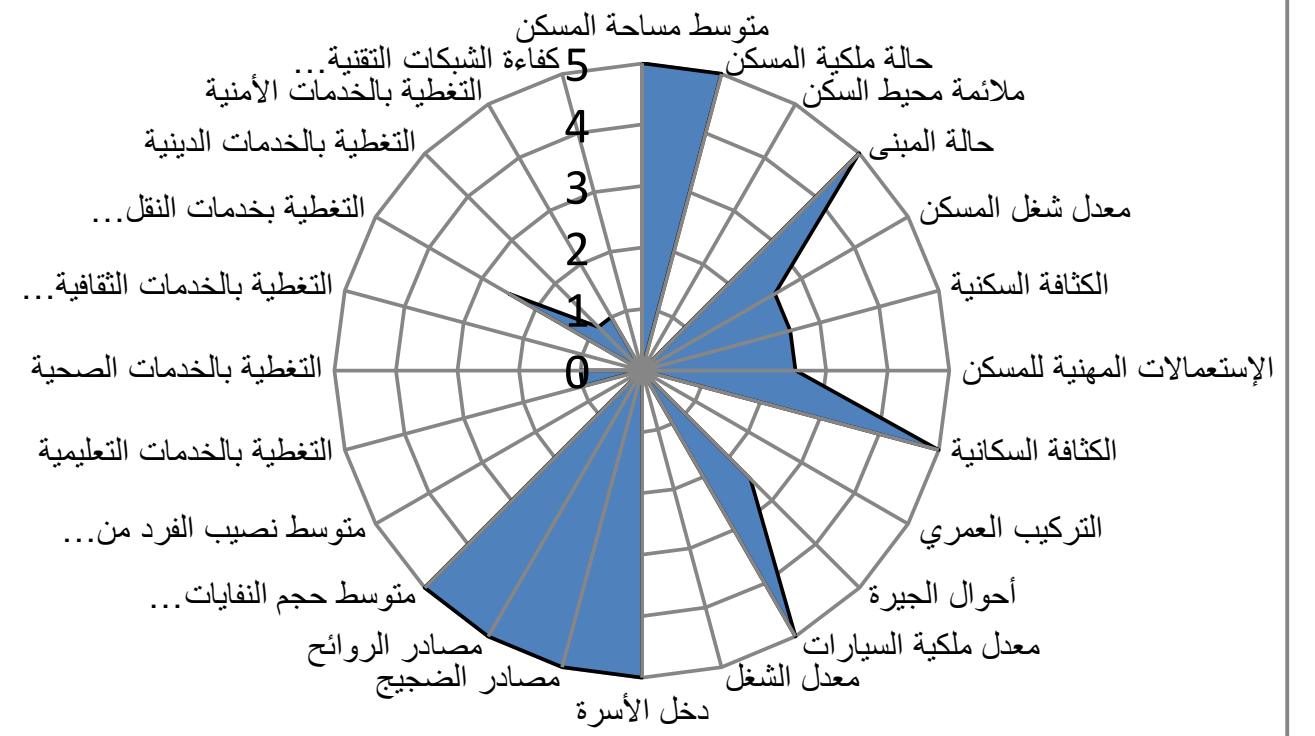 متوسط مساحة المسكن
حالة ملكية المسكن
ملائمة محيط السكن
حالة المبنى
معدل شغل المسكن
الكثافة السكنية
الإستعمالات المهنية للمسكن
الكثافة السكانية
التركيب العمري
أحوال الجيرة
معدل ملكية السيارات
معدل الشغل
دخل الأسرة
مصادر الضجيج
مصادر الروائح
متوسط حجم النفايات...
متوسط نصيب الفرد من...
التغطية بالخدمات التعليمية
التغطية بالخدمات الصحية
التغطية بالخدمات الثقافية...
التغطية بخدمات النقل...
التغطية بالخدمات الدينية
التغطية بالخدمات الأمنية
كفاءة الشبكات التقنية...
5
4
3
2
1
0